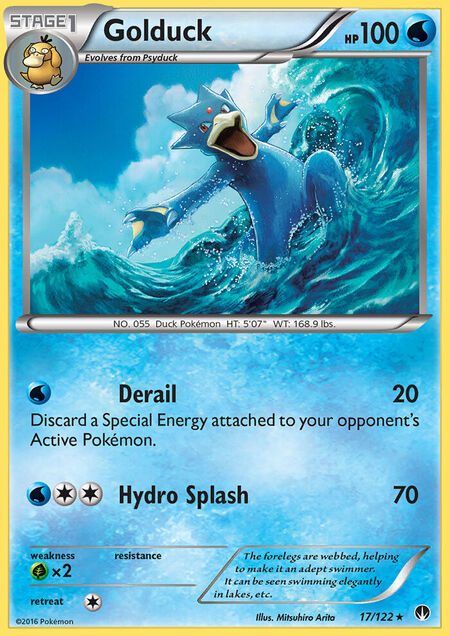 STAGE1
Golduck
HP100
Evolves from Psyduck
NO. 055 Duck Pokémon HT: 5'07" WT: 168.9 lbs.
Derail 20
Discard a Special Energy attached to your opponent's
Active Pokémon.
Hydro Splash 70
weakness
×2
resistance
retreat
The forelegs are webbed, helping
to make it an adept swimmer.
It can be seen swimming elegantly
in lakes, etc.
Illus. Mitsuhiro Arita
17/122 ★
©2016 Pokémon